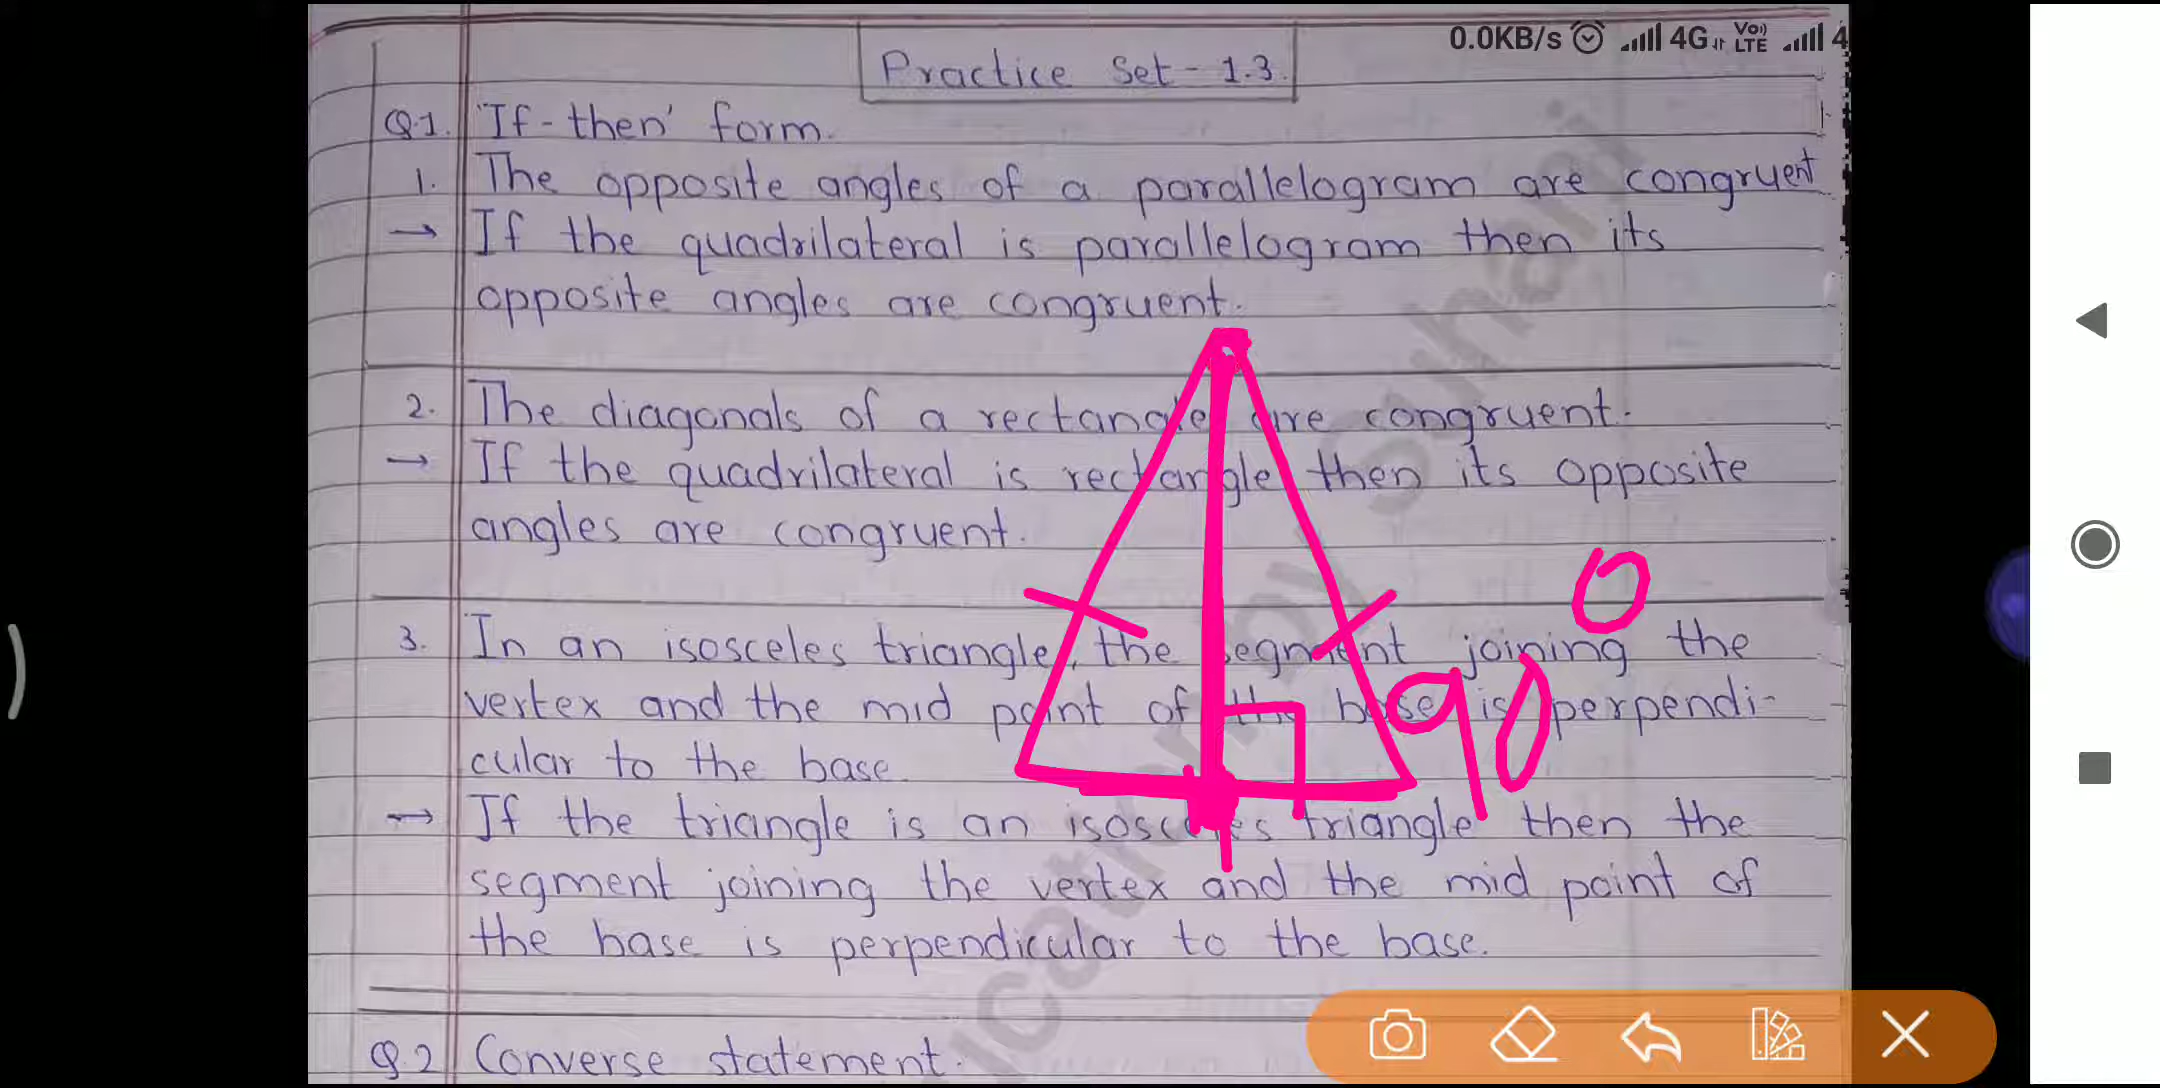 0.0KB/s 4G Vo)) LTE 4
Practice Set - 1.3.
Q.1. 'If - then' form.
1. The opposite angles of a parallelogram are congruent
→ If the quadrilateral is parallelogram then its
opposite angles are congruent.
2. The diagonals of a rectangle are congruent.
→ If the quadrilateral is rectangle then its opposite
angles are congruent.
3. In an isosceles triangle, the segment joining the
vertex and the mid point of the base is perpendi-
cular to the base.
90 0
→ If the triangle is an isosceles triangle then the
segment joining the vertex and the mid point of
the base is perpendicular to the base.
Q.2 Converse statement.
by Suhani